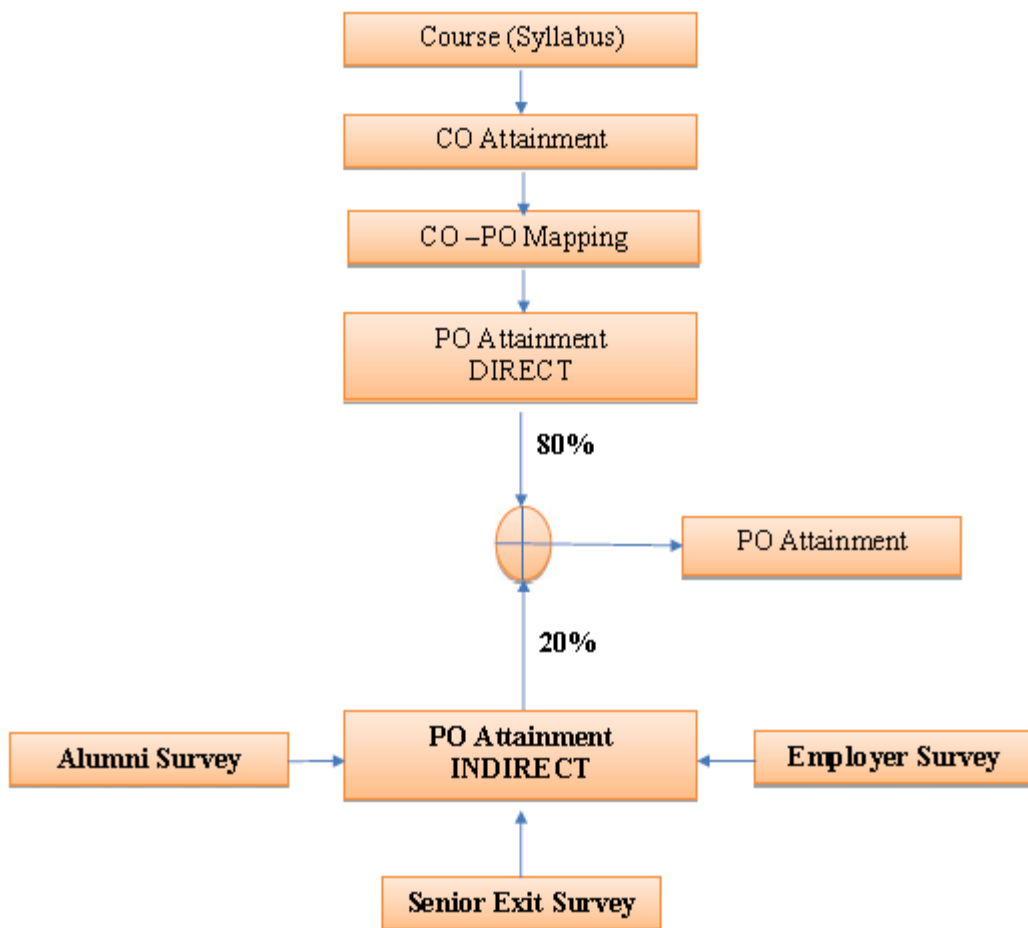 Course (Syllabus)
CO Attainment
CO –PO Mapping
PO Attainment
DIRECT
80%
PO Attainment
20%
PO Attainment
INDIRECT
Alumni Survey
Employer Survey
Senior Exit Survey